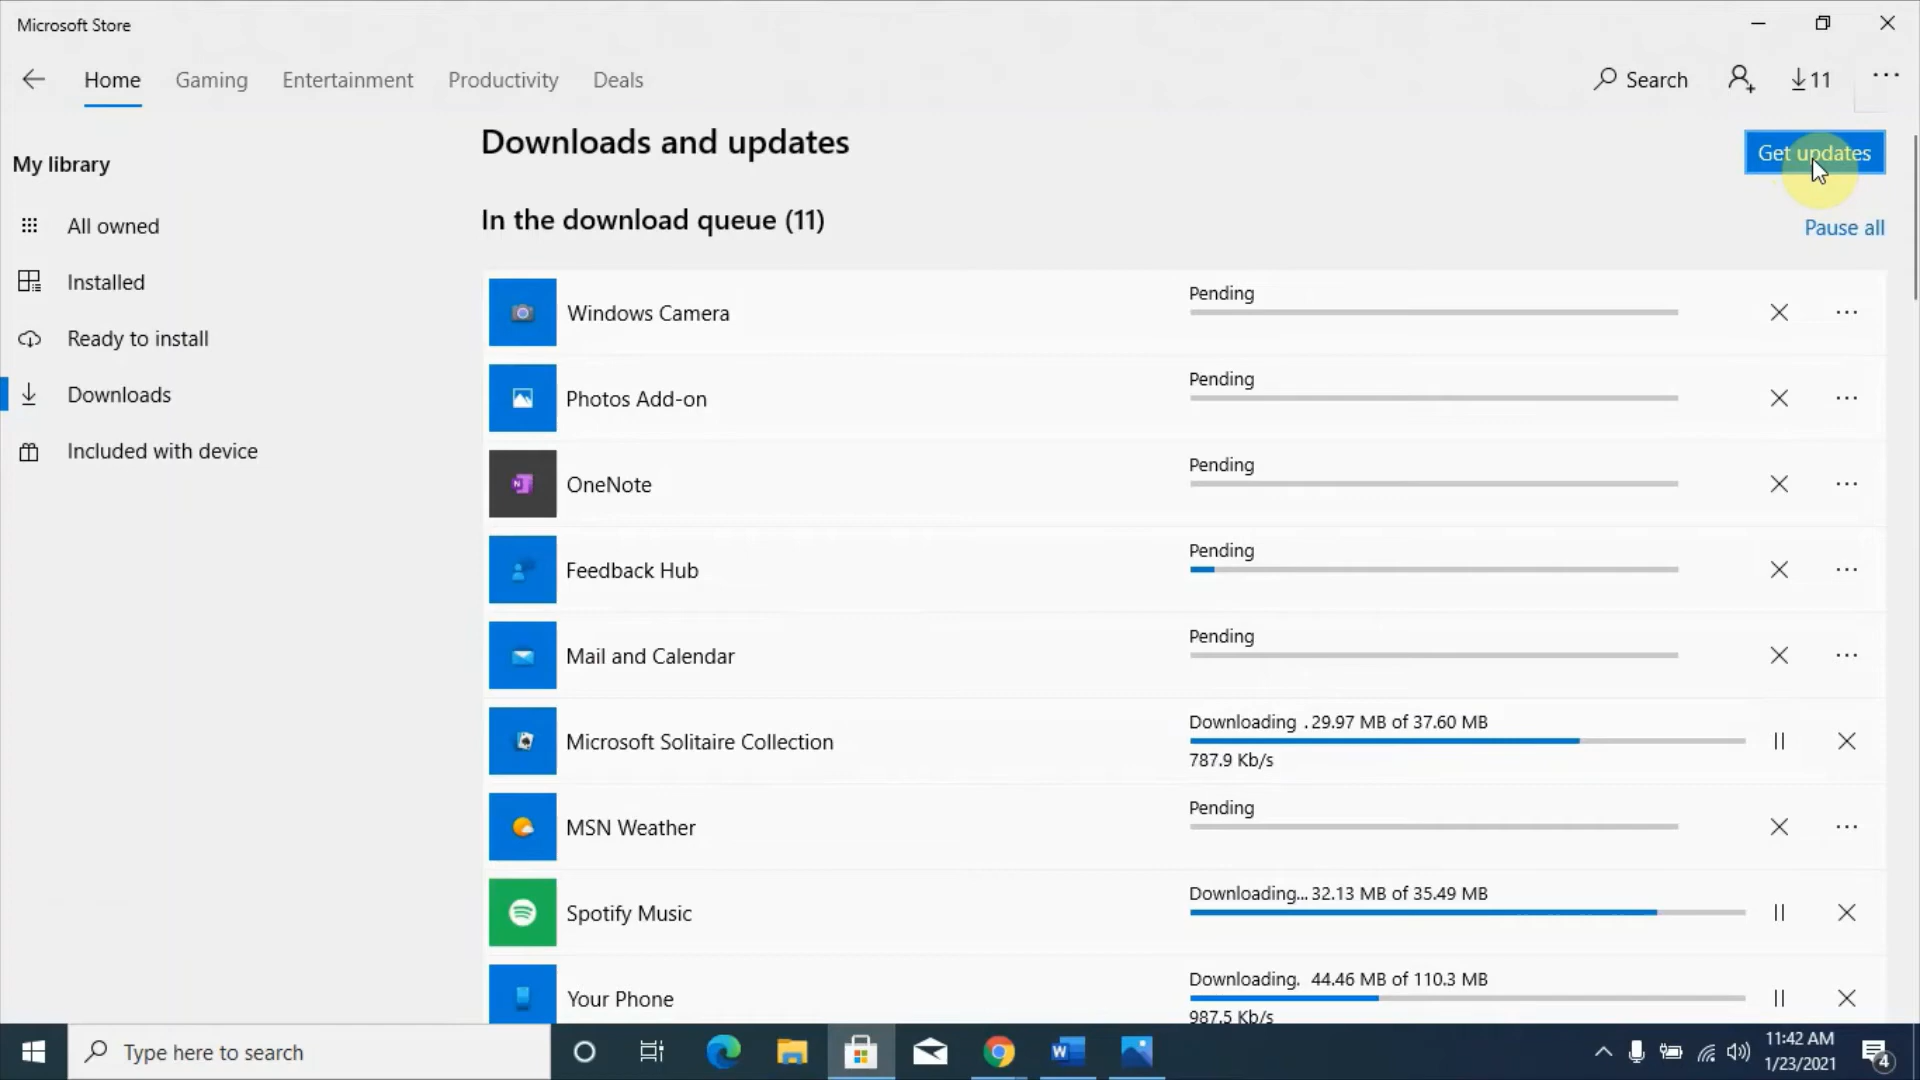 Microsoft Store
Home Gaming Entertainment Productivity Deals Search 11
Downloads and updates
Get updates
My library
In the download queue (11)
Pause all
All owned
Installed
Ready to install
Downloads
Included with device
Windows Camera
Pending
Photos Add-on
Pending
OneNote
Pending
Feedback Hub
Pending
Mail and Calendar
Pending
Microsoft Solitaire Collection
Downloading . 29.97 MB of 37.60 MB
787.9 Kb/s
MSN Weather
Pending
Spotify Music
Downloading... 32.13 MB of 35.49 MB
Your Phone
Downloading. 44.46 MB of 110.3 MB
987.5 Kb/s
Type here to search
11:42 AM
1/23/2021
4